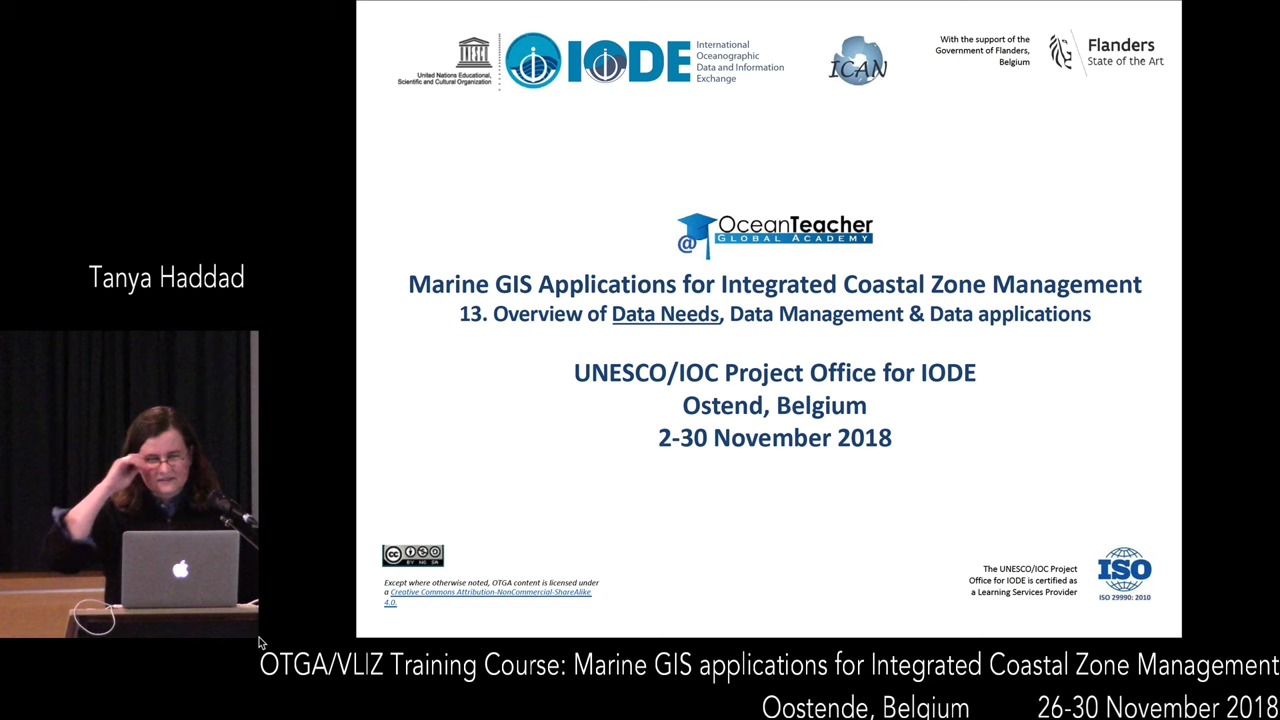 UNESCO
United Nations Educational,
Scientific and Cultural Organization
IODE
International
Oceanographic
Data and Information
Exchange
ICAN
With the support of the
Government of Flanders,
Belgium
Flanders
State of the Art
@ OceanTeacher
GLOBAL ACADEMY
Marine GIS Applications for Integrated Coastal Zone Management
13. Overview of Data Needs, Data Management & Data applications
UNESCO/IOC Project Office for IODE
Ostend, Belgium
2-30 November 2018
Tanya Haddad
cc
BY NC SA
Except where otherwise noted, OTGA content is licensed under
a Creative Commons Attribution-NonCommercial-ShareAlike
4.0.
The UNESCO/IOC Project
Office for IODE is certified as
a Learning Services Provider
ISO
ISO 29990: 2010
OTGA/VLIZ Training Course: Marine GIS applications for Integrated Coastal Zone Management
Oostende, Belgium 26-30 November 2018